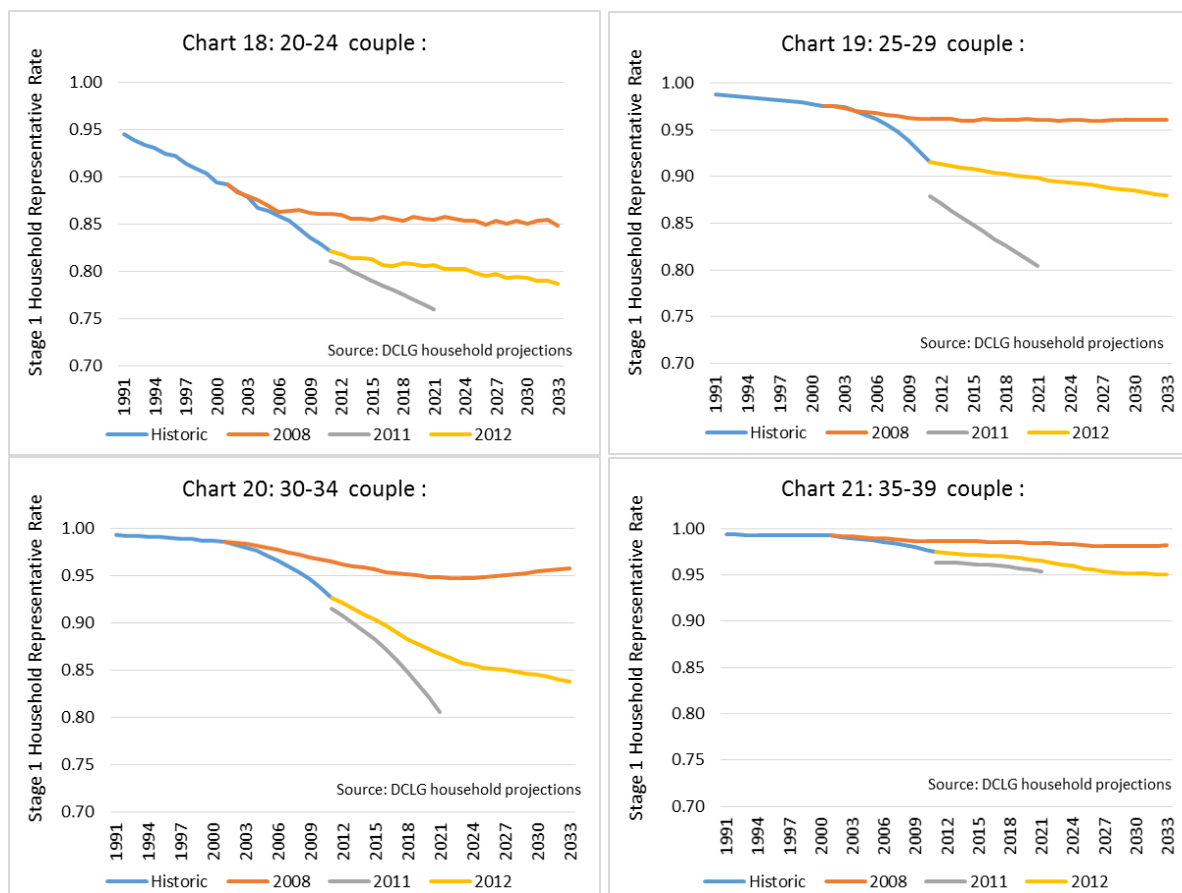 Chart 18: 20-24 couple :
Stage 1 Household Representative Rate
1.00
0.95
0.90
0.85
0.80
0.75
0.70
Source: DCLG household projections
1991 1994 1997 2000 2003 2006 2009 2012 2015 2018 2021 2024 2027 2030 2033
Historic 2008 2011 2012
Chart 19: 25-29 couple :
Stage 1 Household Representative Rate
1.00
0.95
0.90
0.85
0.80
0.75
0.70
Source: DCLG household projections
1991 1994 1997 2000 2003 2006 2009 2012 2015 2018 2021 2024 2027 2030 2033
Historic 2008 2011 2012
Chart 20: 30-34 couple :
Stage 1 Household Representative Rate
1.00
0.95
0.90
0.85
0.80
0.75
0.70
Source: DCLG household projections
1991 1994 1997 2000 2003 2006 2009 2012 2015 2018 2021 2024 2027 2030 2033
Historic 2008 2011 2012
Chart 21: 35-39 couple :
Stage 1 Household Representative Rate
1.00
0.95
0.90
0.85
0.80
0.75
0.70
Source: DCLG household projections
1991 1994 1997 2000 2003 2006 2009 2012 2015 2018 2021 2024 2027 2030 2033
Historic 2008 2011 2012